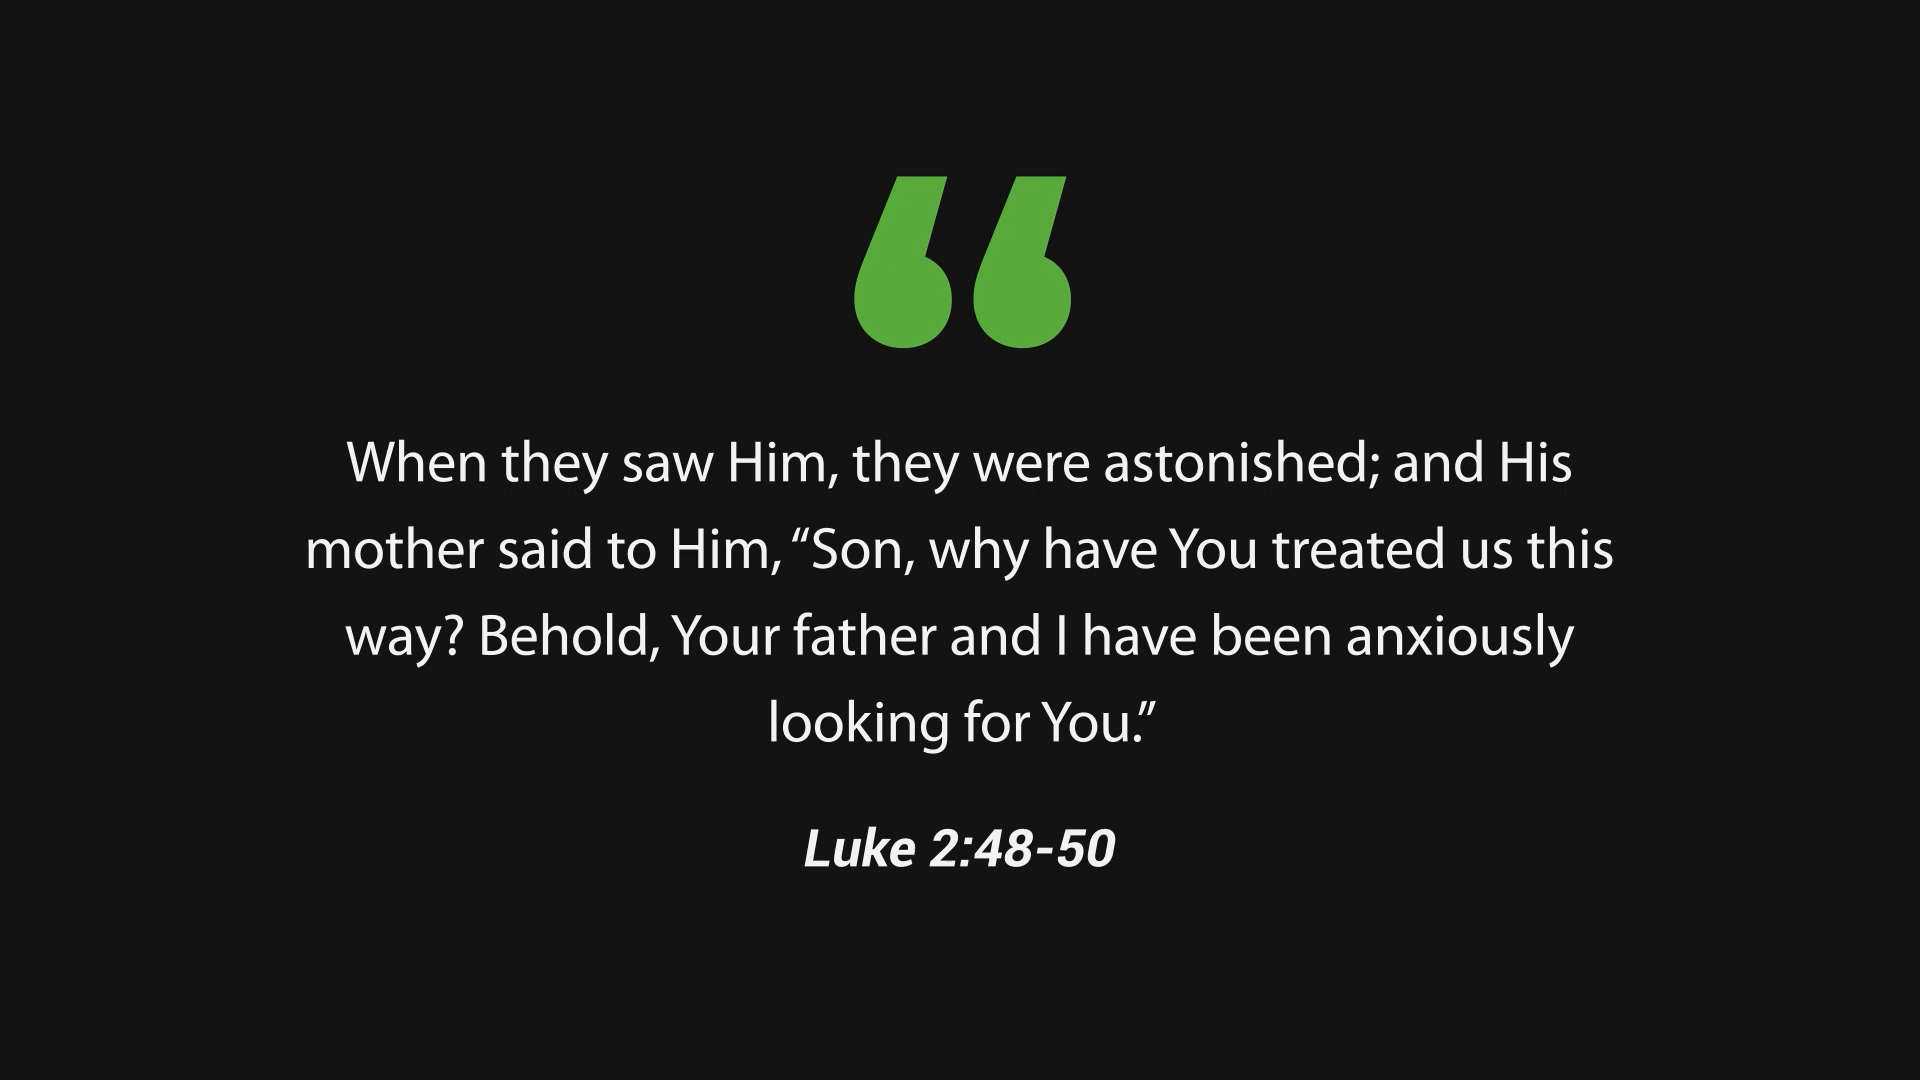 “
When they saw Him, they were astonished; and His
mother said to Him, “Son, why have You treated us this
way? Behold, Your father and I have been anxiously
looking for You.”
Luke 2:48-50